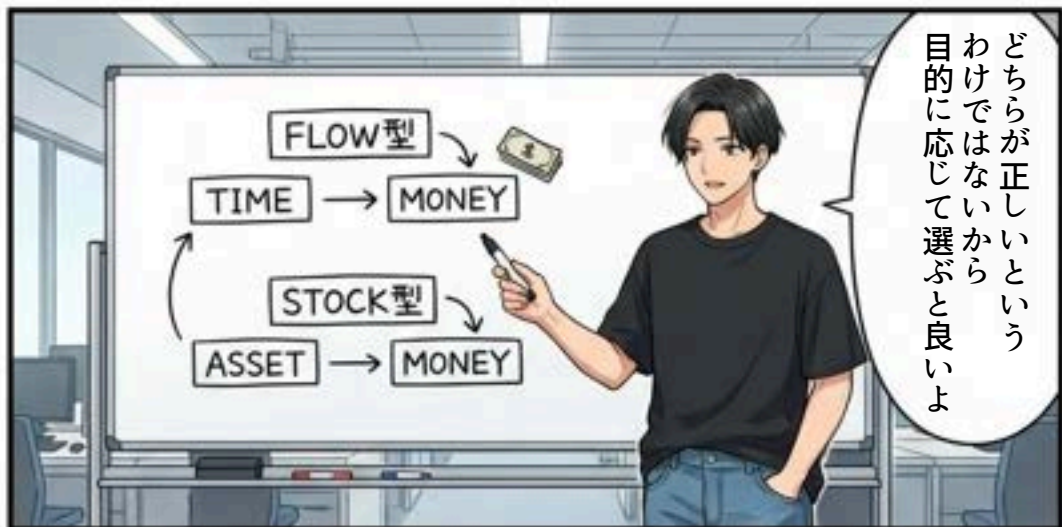 どちらが正しいという
わけではないから
目的に応じて選ぶと良いよ
FLOW型
TIME
MONEY
STOCK型
ASSET
MONEY